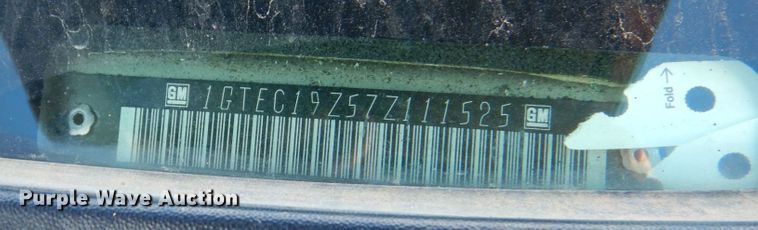 GM 1GTEC19Z57Z111525 GM
Fold →
Purple Wave Auction